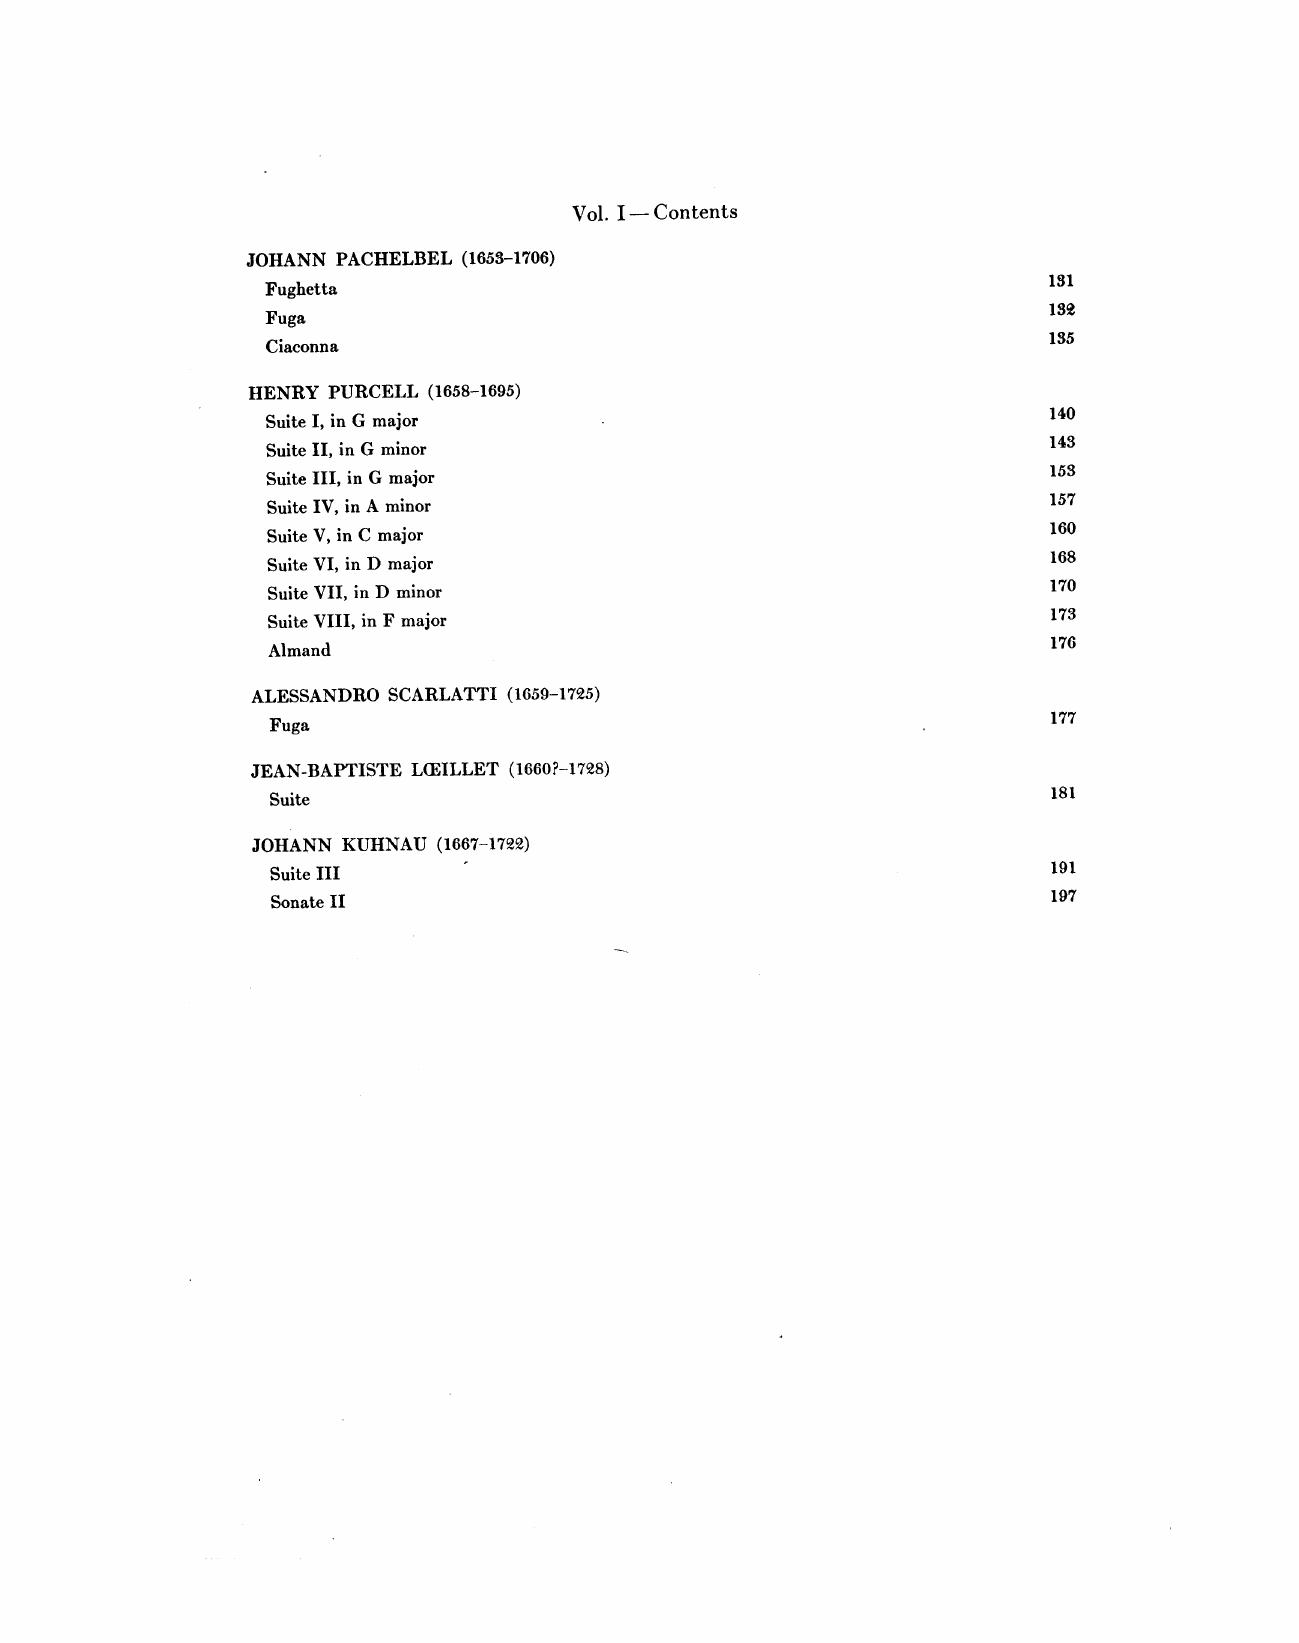 Vol. I — Contents
JOHANN PACHELBEL (1653–1706)
Fughetta 131
Fuga 132
Ciaconna 135
HENRY PURCELL (1658–1695)
Suite I, in G major 140
Suite II, in G minor 143
Suite III, in G major 153
Suite IV, in A minor 157
Suite V, in C major 160
Suite VI, in D major 168
Suite VII, in D minor 170
Suite VIII, in F major 173
Almand 176
ALESSANDRO SCARLATTI (1659–1725)
Fuga 177
JEAN-BAPTISTE LŒILLET (1660?–1728)
Suite 181
JOHANN KUHNAU (1667–1722)
Suite III 191
Sonate II 197